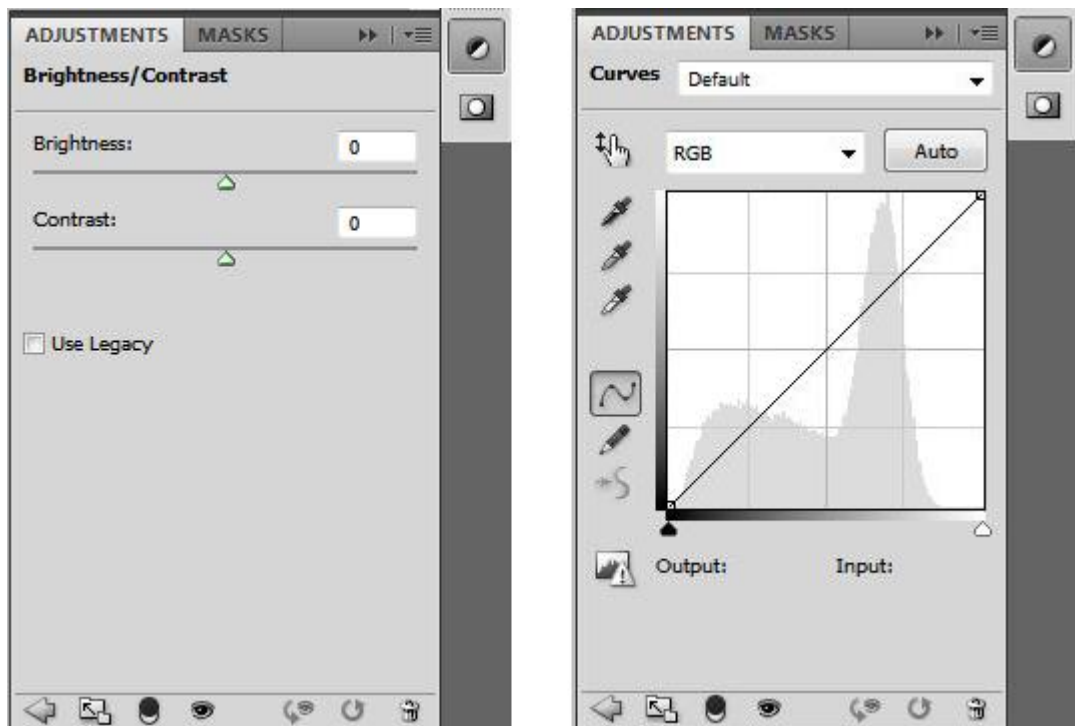 ADJUSTMENTS MASKS
Brightness/Contrast
Brightness: 0
Contrast: 0
Use Legacy
ADJUSTMENTS MASKS
Curves Default
RGB Auto
Output: Input: